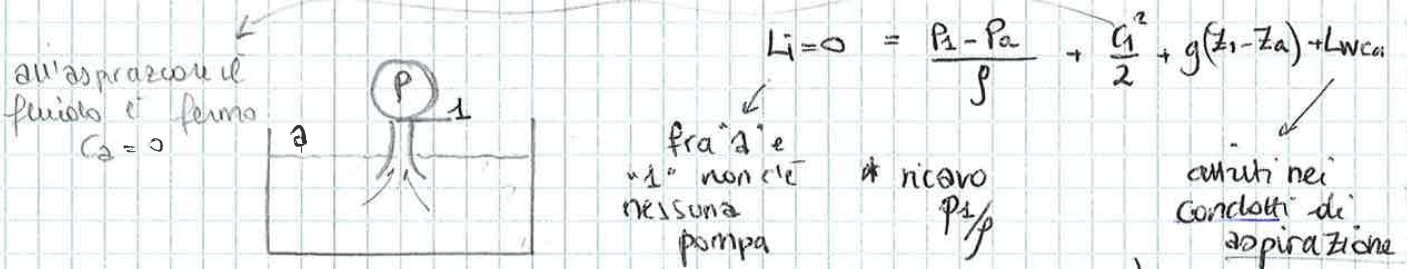 all'aspirazione il
fluido è fermo
Ca = 0
P
1
a
Li=0 = P1-Pa/ρ + C1²/2 + g(Z1-Za) + Lwca
fra "a" e
"1" non c'è
nessuna
pompa
* ricavo
P1/ρ
attriti nei
condotti di
aspirazione